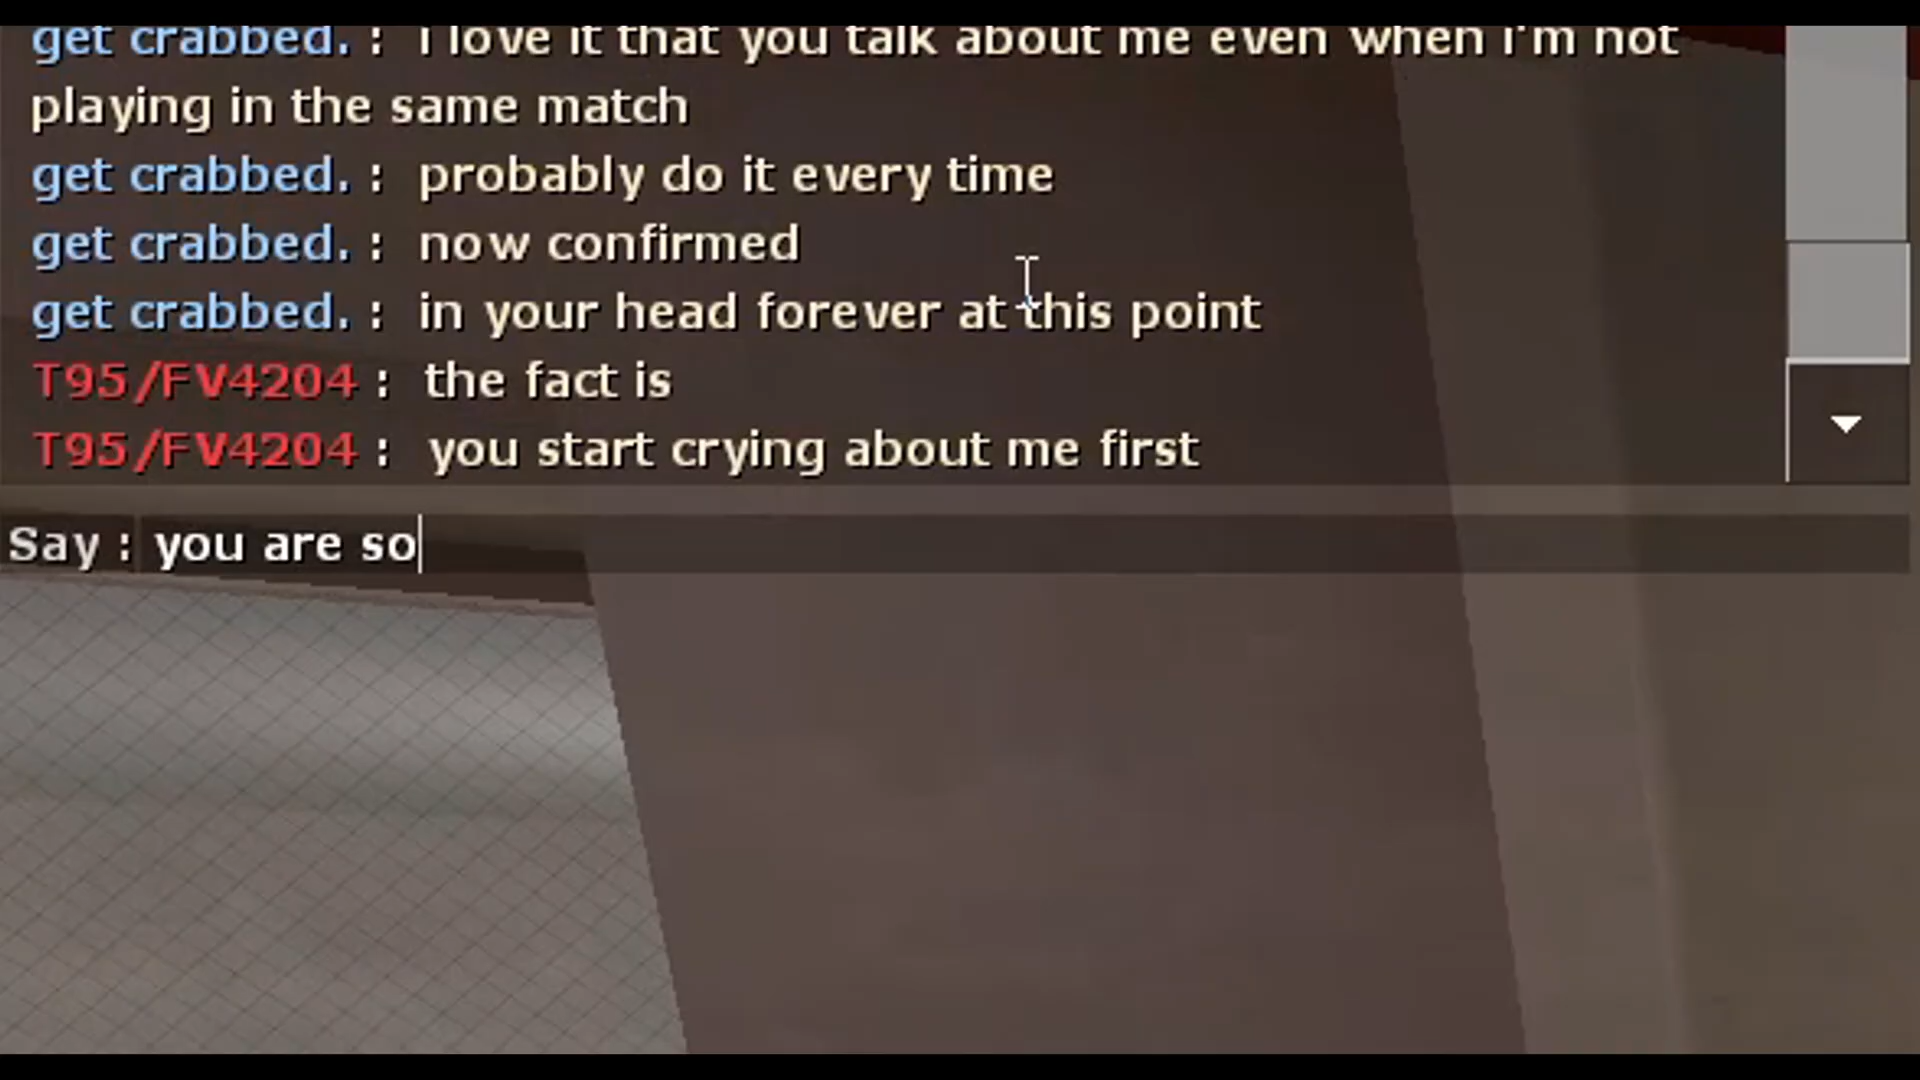 get crabbed. : i love it that you talk about me even when i'm not
playing in the same match
get crabbed. : probably do it every time
get crabbed. : now confirmed
get crabbed. : in your head forever at this point
T95/FV4204 : the fact is
T95/FV4204 : you start crying about me first
Say : you are so